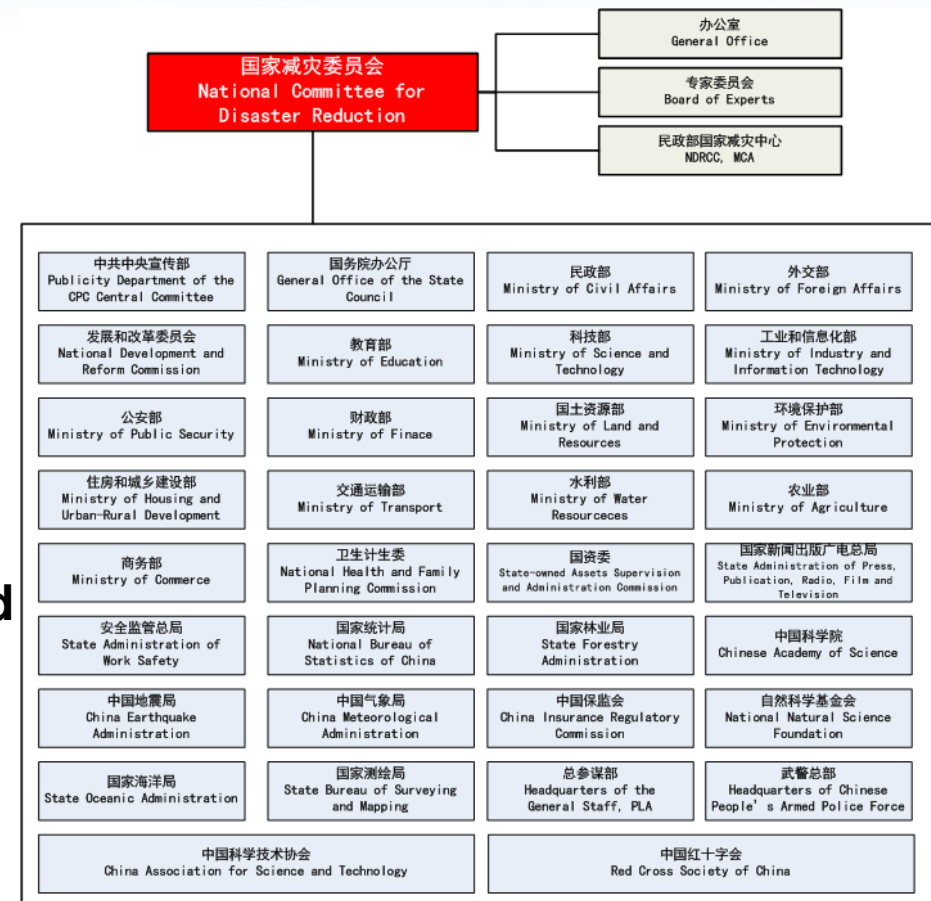 办公室
General Office
国家减灾委员会
National Committee for
Disaster Reduction
专家委员会
Board of Experts
民政部国家减灾中心
NDRCC, MCA
中共中央宣传部
Publicity Department of the
CPC Central Committee
国务院办公厅
General Office of the State
Council
民政部
Ministry of Civil Affairs
外交部
Ministry of Foreign Affairs
发展和改革委员会
National Development and
Reform Commission
教育部
Ministry of Education
科技部
Ministry of Science and
Technology
工业和信息化部
Ministry of Industry and
Information Technology
公安部
Ministry of Public Security
财政部
Ministry of Finace
国土资源部
Ministry of Land and
Resources
环境保护部
Ministry of Environmental
Protection
住房和城乡建设部
Ministry of Housing and
Urban-Rural Development
交通运输部
Ministry of Transport
水利部
Ministry of Water
Resourceces
农业部
Ministry of Agriculture
商务部
Ministry of Commerce
卫生计生委
National Health and Family
Planning Commission
国资委
State-owned Assets Supervision
and Administration Commission
国家新闻出版广电总局
State Administration of Press,
Publication, Radio, Film and
Television
d
安全监管总局
State Administration of
Work Safety
国家统计局
National Bureau of
Statistics of China
国家林业局
State Forestry
Administration
中国科学院
Chinese Academy of Science
中国地震局
China Earthquake
Administration
中国气象局
China Meteorological
Administration
中国保监会
China Insurance Regulatory
Commission
自然科学基金会
National Natural Science
Foundation
国家海洋局
State Oceanic Administration
国家测绘局
State Bureau of Surveying
and Mapping
总参谋部
Headquarters of the
General Staff, PLA
武警总部
Headquarters of Chinese
People's Armed Police Force
中国科学技术协会
China Association for Science and Technology
中国红十字会
Red Cross Society of China